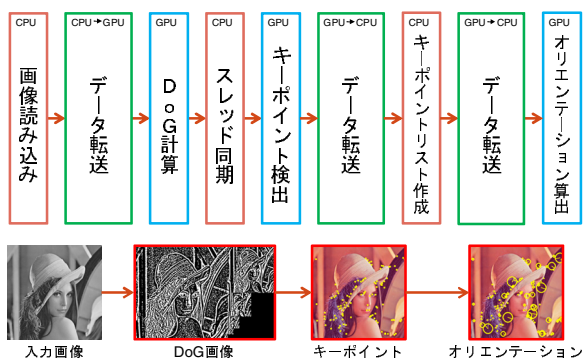 CPU
画像読み込み
CPU→GPU
データ転送
GPU
DoG計算
CPU
スレッド同期
GPU
キーポイント検出
GPU→CPU
データ転送
CPU
キーポイントリスト作成
GPU→CPU
データ転送
GPU
オリエンテーション算出
入力画像
DoG画像
キーポイント
オリエンテーション